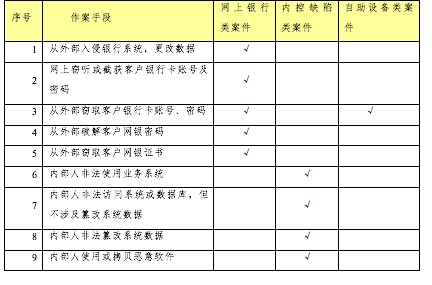 序号 作案手段 网上银行类案件 内控缺陷类案件 自助设备类案件
1 从外部入侵银行系统，更改数据 √
2 网上窃听或截获客户银行卡账号及密码 √
3 从外部窃取客户银行卡账号、密码 √ √
4 从外部破解客户网银密码 √
5 从外部窃取客户网银证书 √
6 内部人非法使用业务系统 √
7 内部人非法访问系统或数据库，但不涉及篡改系统数据 √
8 内部人非法篡改系统数据 √
9 内部人使用或拷贝恶意软件 √